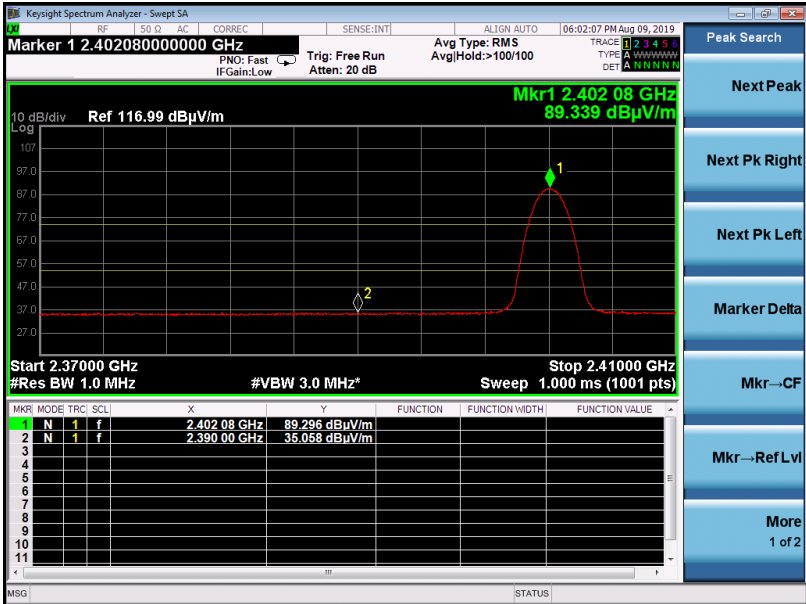 Keysight Spectrum Analyzer - Swept SA
LXI RF 50 Ω AC CORREC SENSE:INT ALIGN AUTO 06:02:07 PM Aug 09, 2019
Marker 1 2.402080000000 GHz
PNO: Fast
IFGain:Low
Trig: Free Run
Atten: 20 dB
Avg Type: RMS
Avg|Hold:>100/100
TRACE 1 2 3 4 5 6
TYPE A WWWWW
DET A N N N N N
Mkr1 2.402 08 GHz
89.339 dBµV/m
10 dB/div Ref 116.99 dBµV/m
Log
107
97.0
87.0
77.0
67.0
57.0
47.0
37.0
27.0
1
2
Start 2.37000 GHz Stop 2.41000 GHz
#Res BW 1.0 MHz #VBW 3.0 MHz* Sweep 1.000 ms (1001 pts)
MKR MODE TRC SCL X Y FUNCTION FUNCTION WIDTH FUNCTION VALUE
1 N 1 f 2.402 08 GHz 89.296 dBµV/m
2 N 1 f 2.390 00 GHz 35.058 dBµV/m
3
4
5
6
7
8
9
10
11
MSG STATUS
Peak Search
Next Peak
Next Pk Right
Next Pk Left
Marker Delta
Mkr→CF
Mkr→Ref Lvl
More
1 of 2